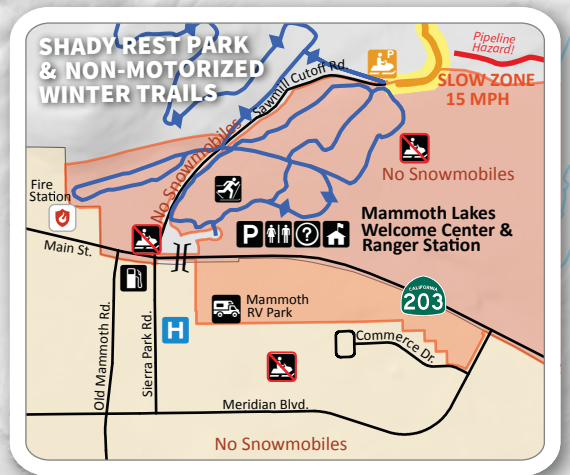 SHADY REST PARK
& NON-MOTORIZED
WINTER TRAILS
Pipeline
Hazard!
P
SLOW ZONE
15 MPH
Sawmill Cutoff Rd.
No Snowmobiles
No Snowmobiles
Fire
Station
Main St.
P
?
Mammoth Lakes
Welcome Center &
Ranger Station
CALIFORNIA
203
Mammoth
RV Park
H
Old Mammoth Rd.
Sierra Park Rd.
Commerce Dr.
Meridian Blvd.
No Snowmobiles